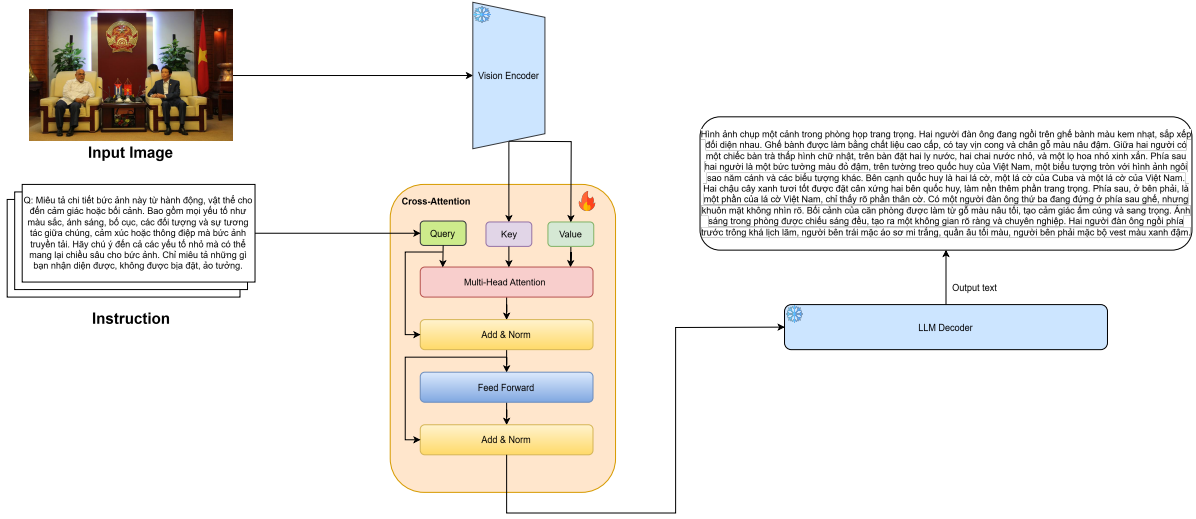 Input Image
Q: Miêu tả chi tiết bức ảnh này từ hành động, vật thể cho
đến cảm giác hoặc bối cảnh. Bao gồm mọi yếu tố như
màu sắc, ánh sáng, bố cục, các đối tượng và sự tương
tác giữa chúng, cảm xúc hoặc thông điệp mà bức ảnh
truyền tải. Hãy chú ý đến cả các yếu tố nhỏ mà có thể
mang lại chiều sâu cho bức ảnh. Chỉ miêu tả những gì
bạn nhận diện được, không được bịa đặt, ảo tưởng.
Instruction
Vision Encoder
Cross-Attention
Query
Key
Value
Multi-Head Attention
Add & Norm
Feed Forward
Add & Norm
Hình ảnh chụp một cảnh trong phòng họp trang trọng. Hai người đàn ông đang ngồi trên ghế bành màu kem nhạt, sắp xếp
đối diện nhau. Ghế bành được làm bằng chất liệu cao cấp, có tay vịn cong và chân gỗ màu nâu đậm. Giữa hai người có
một chiếc bàn trà thấp hình chữ nhật, trên bàn đặt hai ly nước, hai chai nước nhỏ, và một lọ hoa nhỏ xinh xắn. Phía sau
hai người là một bức tường màu đỏ đậm, trên tường treo quốc huy của Việt Nam, một biểu tượng tròn với hình ảnh ngôi
sao năm cánh và các biểu tượng khác. Bên cạnh quốc huy là hai lá cờ, một lá cờ của Cuba và một lá cờ của Việt Nam.
Hai chậu cây xanh tươi tốt được đặt cân xứng hai bên quốc huy, làm nền thêm phần trang trọng. Phía sau, ở bên phải, là
một phần của lá cờ Việt Nam, chỉ thấy rõ phần thân cờ. Có một người đàn ông thứ ba đang đứng ở phía sau ghế, nhưng
khuôn mặt không nhìn rõ. Bối cảnh của căn phòng được làm từ gỗ màu nâu tối, tạo cảm giác ấm cúng và sang trọng. Ánh
sáng trong phòng được chiếu sáng đều, tạo ra một không gian rõ ràng và chuyên nghiệp. Hai người đàn ông ngồi phía
trước trông khá lịch lãm, người bên trái mặc áo sơ mi trắng, quần âu tối màu, người bên phải mặc bộ vest màu xanh đậm.
Output text
LLM Decoder